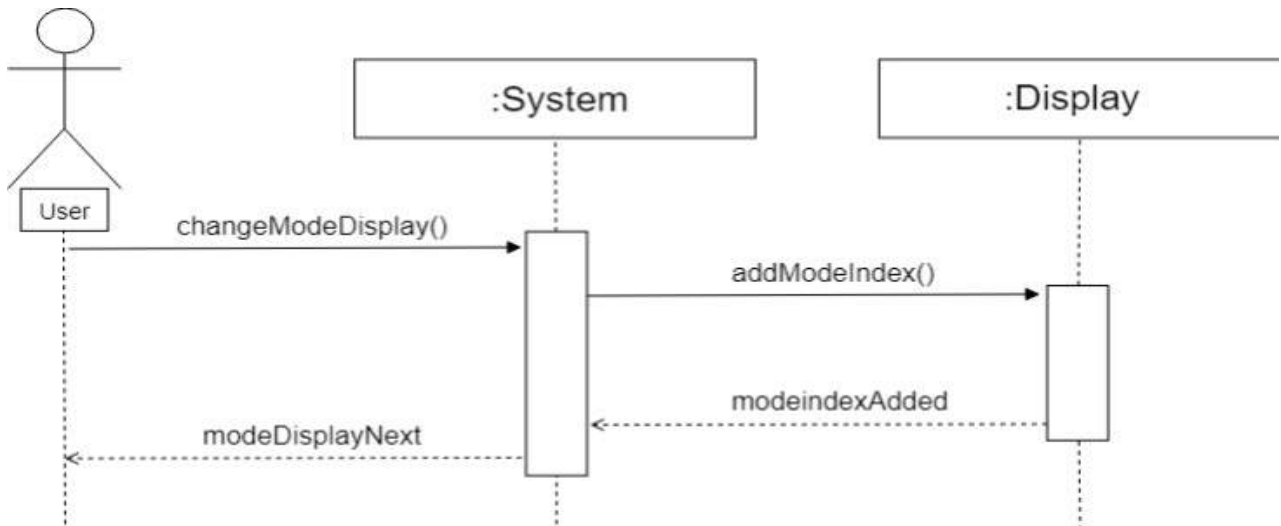 :System
:Display
User
changeModeDisplay()
addModeIndex()
modeindexAdded
modeDisplayNext